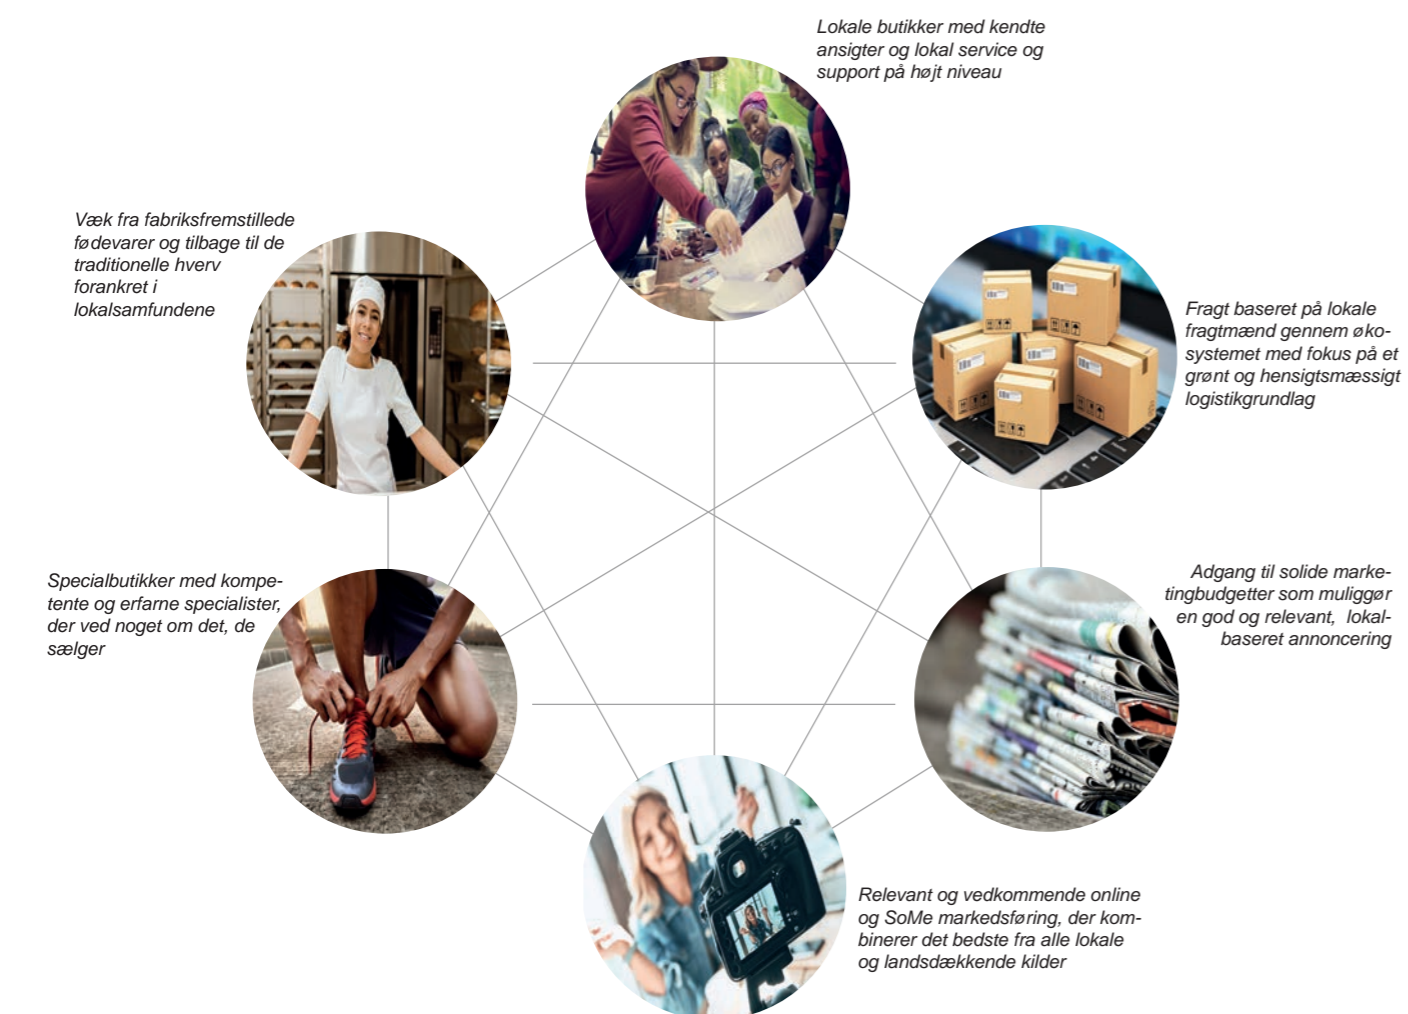 Lokale butikker med kendte
ansigter og lokal service og
support på højt niveau
Væk fra fabriksfremstillede
fødevarer og tilbage til de
traditionelle hverv
forankret i
lokalsamfundene
Fragt baseret på lokale
fragtmænd gennem øko-
systemet med fokus på et
grønt og hensigtsmæssigt
logistikgrundlag
Specialbutikker med kompe-
tente og erfarne specialister,
der ved noget om det, de
sælger
Adgang til solide marke-
tingbudgetter som muliggør
en god og relevant, lokal-
baseret annoncering
Relevant og vedkommende online
og SoMe markedsføring, der kom-
binerer det bedste fra alle lokale
og landsdækkende kilder